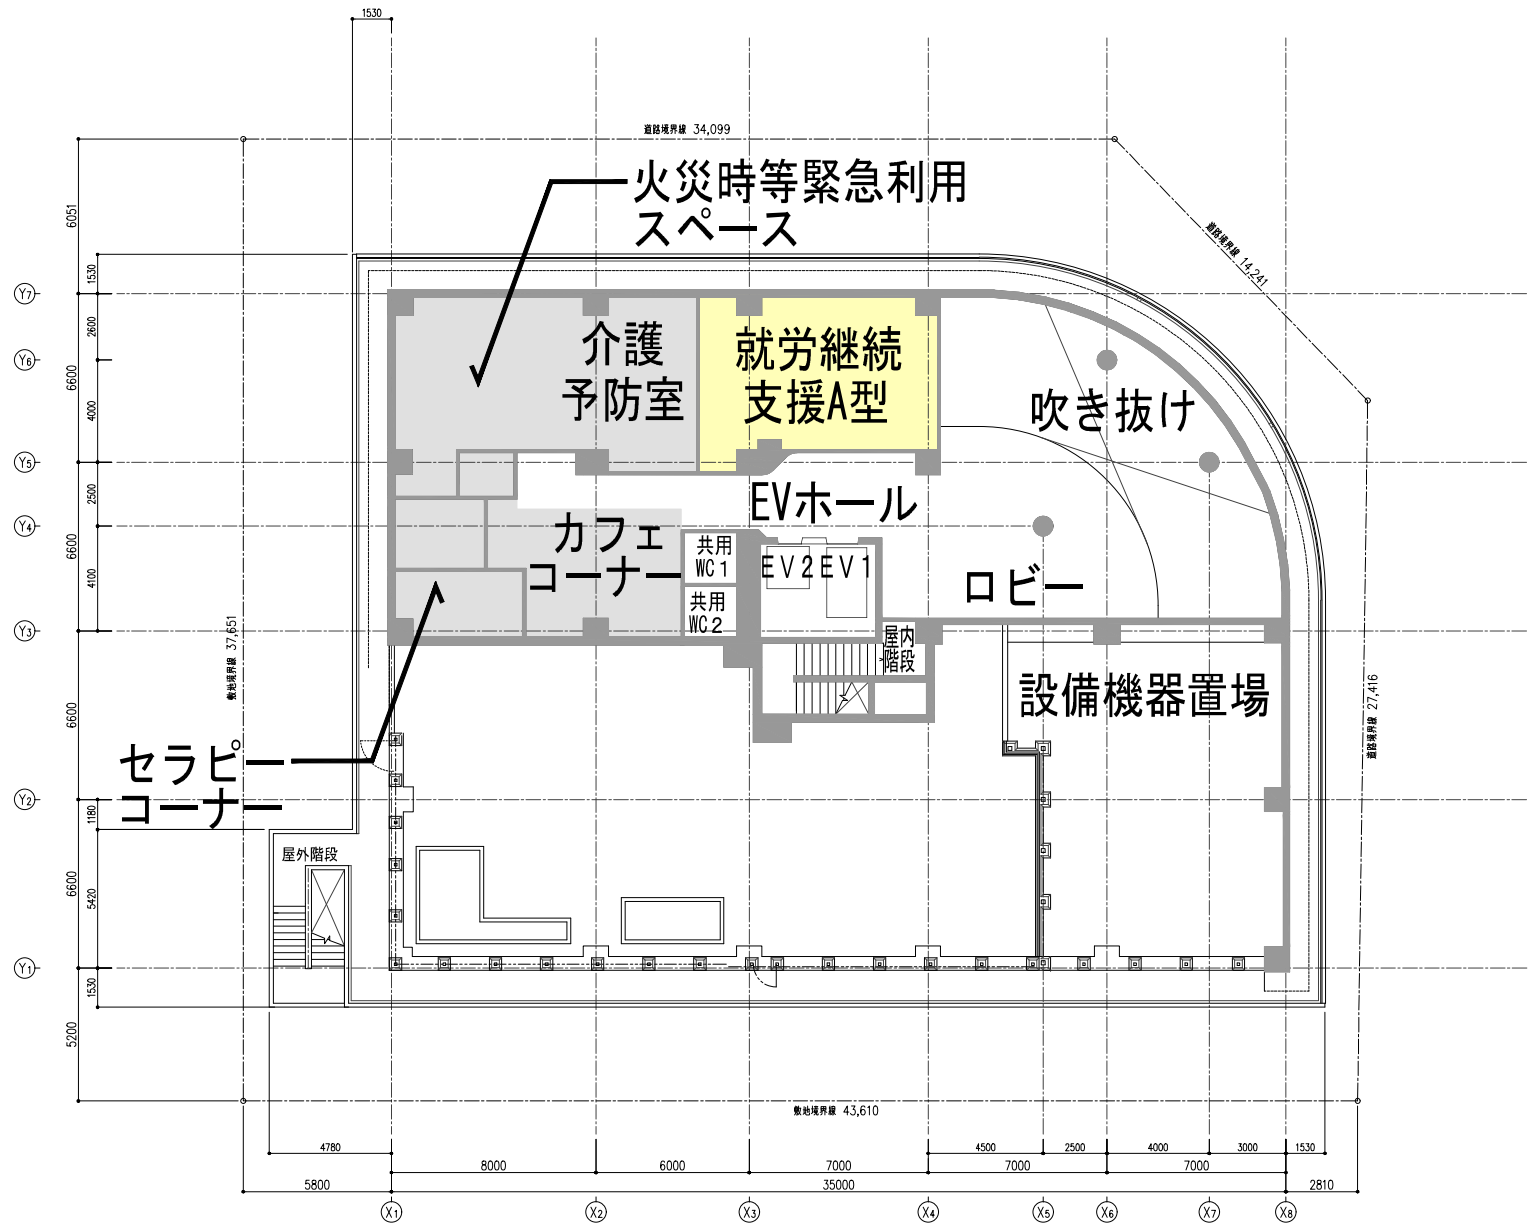 1530
道路境界線 34,099
火災時等緊急利用
スペース
道路境界線 14,241
6051
1530
Y7
2600
Y6
6600
4000
介護
予防室
就労継続
支援A型
吹き抜け
Y5
2500
EVホール
Y4
6600
4100
カフェ
コーナー
共用
WC1
EV2
EV1
ロビー
共用
WC2
Y3
屋内
階段
敷地境界線 37,651
設備機器置場
6600
道路境界線 27,416
セラピー
コーナー
Y2
1180
屋外階段
6600
5420
Y1
1530
5200
敷地境界線 43,610
4780
4500
2500
4000
3000
1530
8000
6000
7000
7000
7000
5800
35000
2810
X1
X2
X3
X4
X5
X6
X7
X8